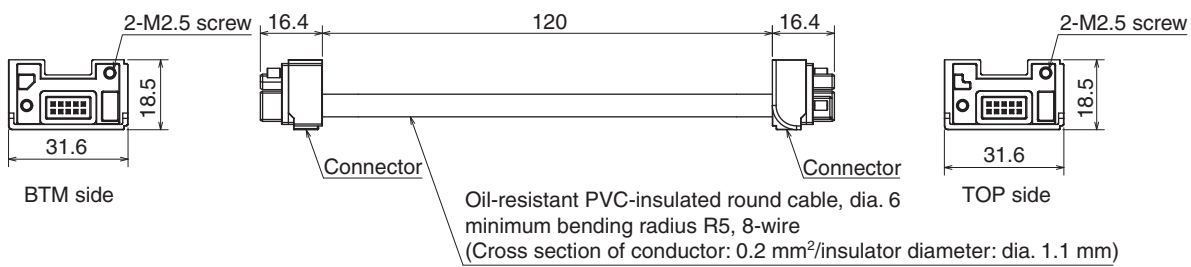 2-M2.5 screw
16.4
120
16.4
2-M2.5 screw
18.5
18.5
31.6
31.6
Connector
Connector
BTM side
TOP side
Oil-resistant PVC-insulated round cable, dia. 6
minimum bending radius R5, 8-wire
(Cross section of conductor: 0.2 mm²/insulator diameter: dia. 1.1 mm)